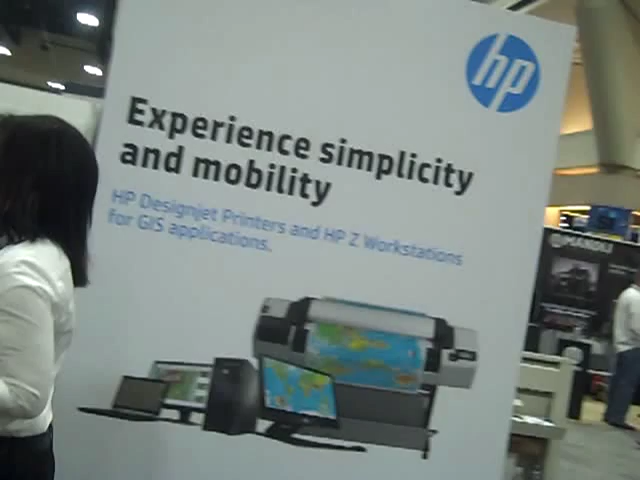 hp
Experience simplicity
and mobility
HP Designjet Printers and HP Z Workstations
for GIS applications.